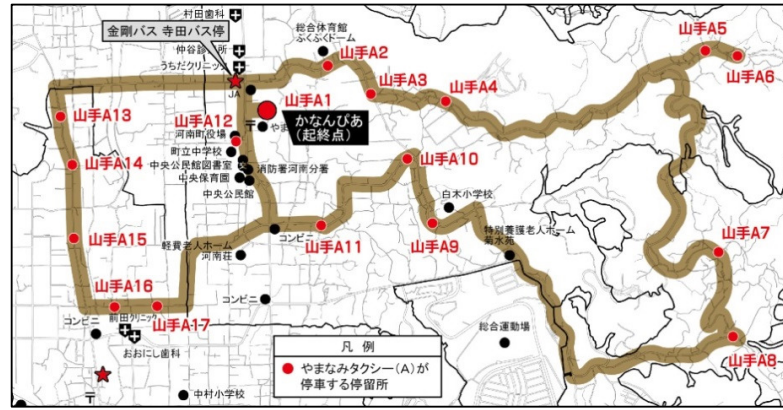 村田歯科
金剛バス 寺田バス停
仲谷診
所
うちだクリニック
総合体育館
ぷくぷくドーム
山手A2
山手A5
山手A6
JA
山手A3
山手A4
山手A13
山手A12
山手A1
かなんぴあ
(起終点)
〒
やま
河南町役場
町立中学校
山手A14
中央公民館図書室
消防署河南分署
中央保育園
中央公民館
山手A10
白木小学校
山手A15
軽費老人ホーム
河南荘
コンビニ
山手A11
山手A9
特別養護老人ホーム
菊水苑
山手A7
山手A16
前田クリニック
山手A17
コンビニ
コンビニ
おおにし歯科
総合運動場
山手A8
凡 例
やまなみタクシー(A)が
停車する停留所
〒
中村小学校